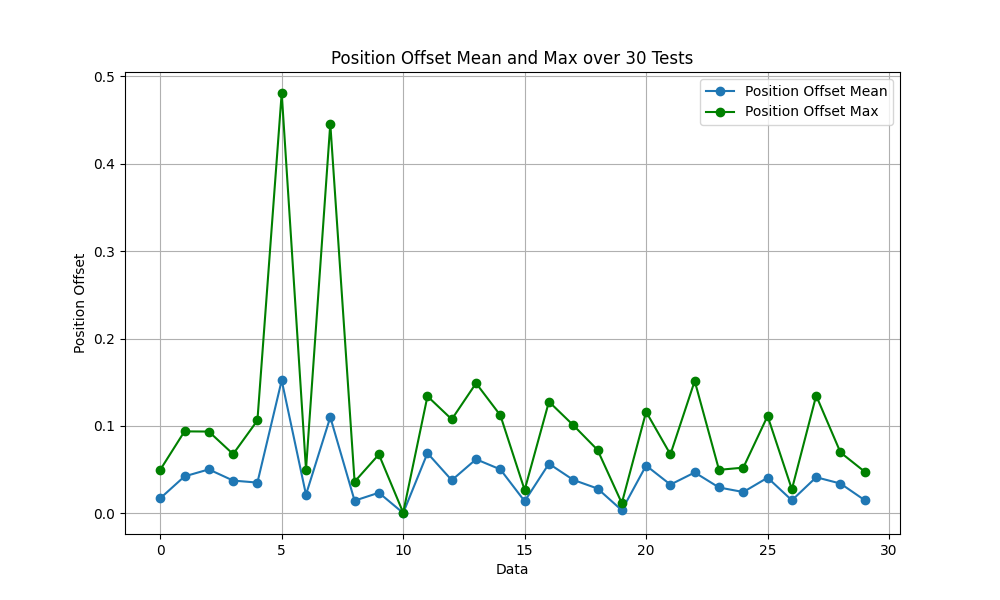 Position Offset Mean and Max over 30 Tests
Position Offset Mean
Position Offset Max
Position Offset
0.5
0.4
0.3
0.2
0.1
0.0
0 5 10 15 20 25 30
Data